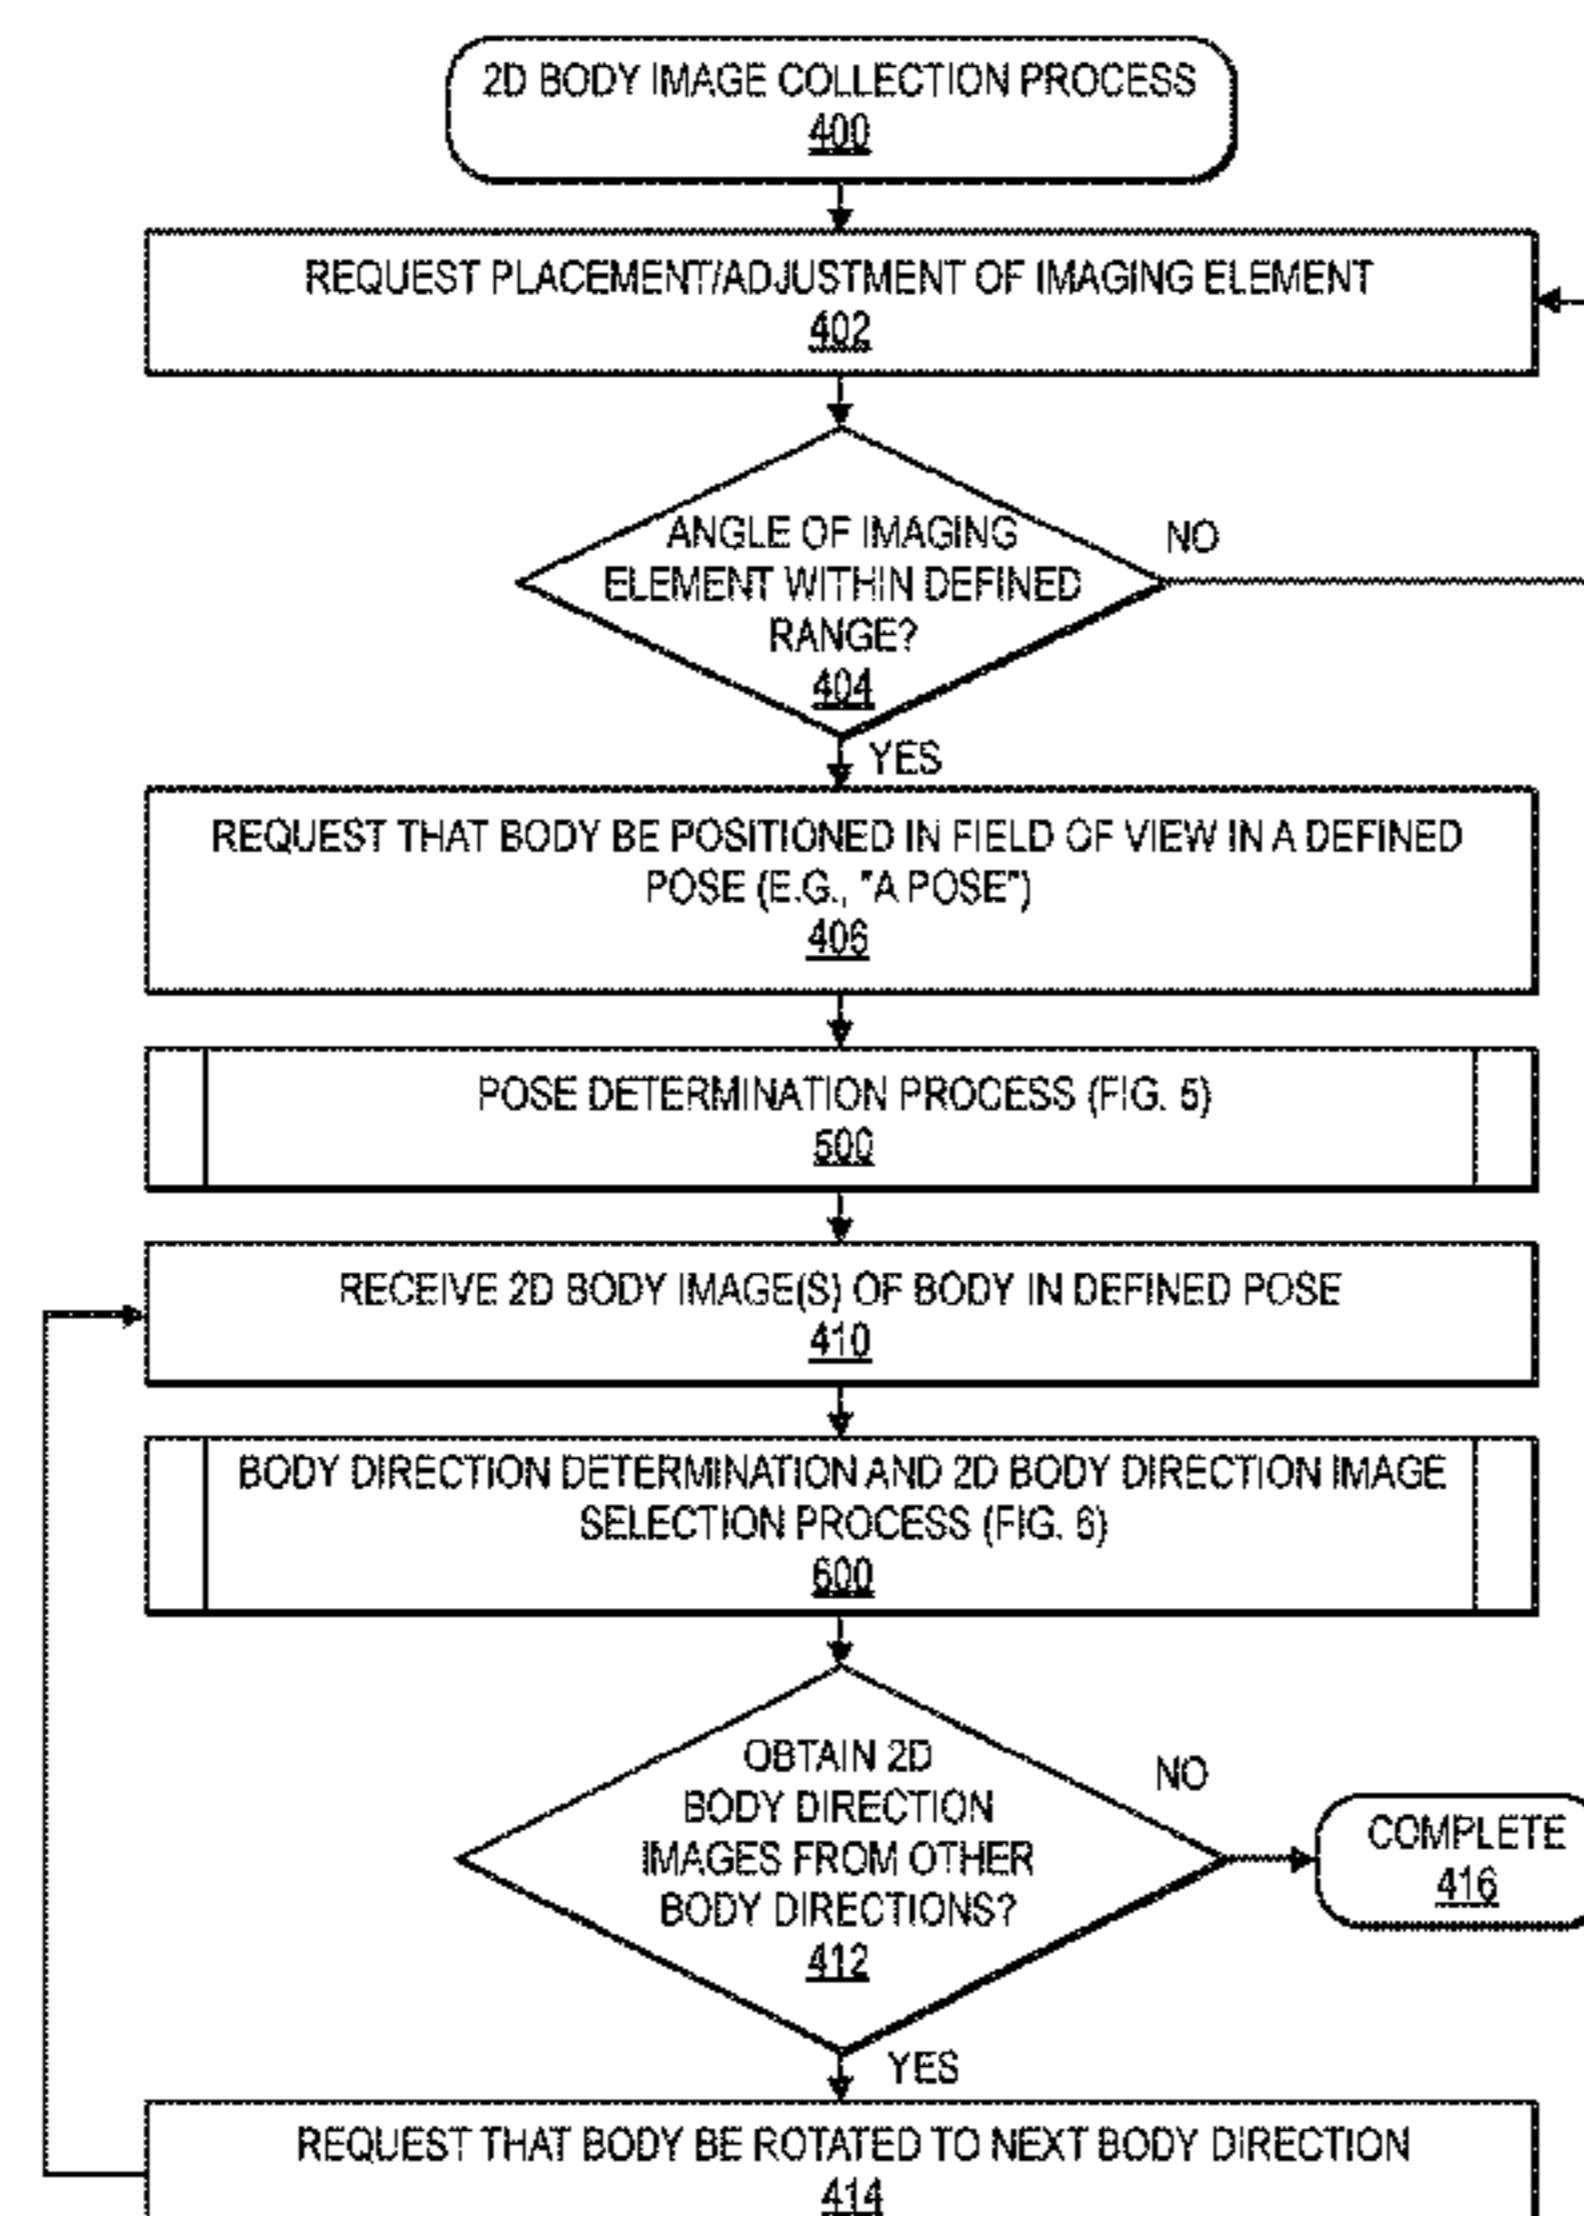 2D BODY IMAGE COLLECTION PROCESS
400
REQUEST PLACEMENT/ADJUSTMENT OF IMAGING ELEMENT
402
ANGLE OF IMAGING
ELEMENT WITHIN DEFINED
RANGE?
404
NO
YES
REQUEST THAT BODY BE POSITIONED IN FIELD OF VIEW IN A DEFINED
POSE (E.G., "A POSE")
406
POSE DETERMINATION PROCESS (FIG. 5)
500
RECEIVE 2D BODY IMAGE(S) OF BODY IN DEFINED POSE
410
BODY DIRECTION DETERMINATION AND 2D BODY DIRECTION IMAGE
SELECTION PROCESS (FIG. 6)
600
OBTAIN 2D
BODY DIRECTION
IMAGES FROM OTHER
BODY DIRECTIONS?
412
NO
COMPLETE
416
YES
REQUEST THAT BODY BE ROTATED TO NEXT BODY DIRECTION
414